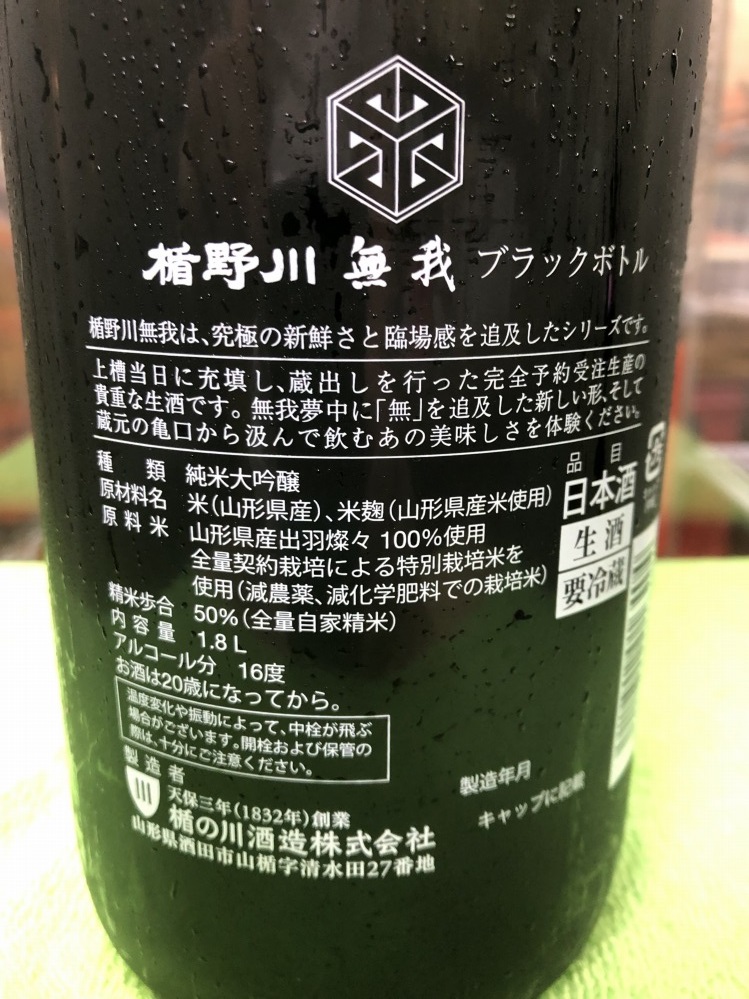 楯野川 無我 ブラックボトル
楯野川無我は、究極の新鮮さと臨場感を追及したシリーズです。
上槽当日に充填し、蔵出しを行った完全予約受注生産の
貴重な生酒です。無我夢中に「無」を追及した新しい形、そして
蔵元の亀口から汲んで飲むあの美味しさを体験ください。
種類 純米大吟醸
原材料名 米(山形県産)、米麹(山形県産米使用)
原料米 山形県産出羽燦々 100%使用
全量契約栽培による特別栽培米を
使用(減農薬、減化学肥料での栽培米)
精米歩合 50%(全量自家精米)
内容量 1.8L
アルコール分 16度
お酒は20歳になってから。
温度変化や振動によって、中栓が飛ぶ
場合がございます。開栓および保管の
際は、十分にご注意ください。
製造者
天保三年(1832年)創業
楯の川酒造株式会社
山形県酒田市山楯字清水田27番地
品目
日本酒
生酒
要冷蔵
製造年月
キャップに記載